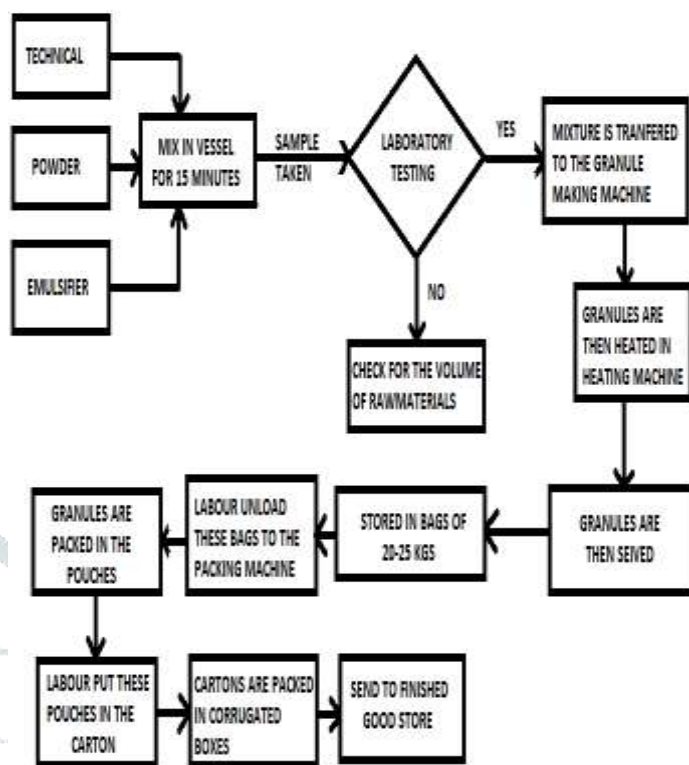 TECHNICAL
POWDER
EMULSIFIER
MIX IN VESSEL
FOR 15 MINUTES
SAMPLE
TAKEN
LABORATORY
TESTING
YES
NO
MIXTURE IS TRANFERED
TO THE GRANULE
MAKING MACHINE
CHECK FOR THE VOLUME
OF RAWMATERIALS
GRANULES ARE
THEN HEATED IN
HEATING MACHINE
GRANULES ARE
THEN SEIVED
STORED IN BAGS OF
20-25 KGS
LABOUR UNLOAD
THESE BAGS TO THE
PACKING MACHINE
GRANULES ARE
PACKED IN THE
POUCHES
LABOUR PUT THESE
POUCHES IN THE
CARTON
CARTONS ARE PACKED
IN CORRUGATED
BOXES
SEND TO FINISHED
GOOD STORE